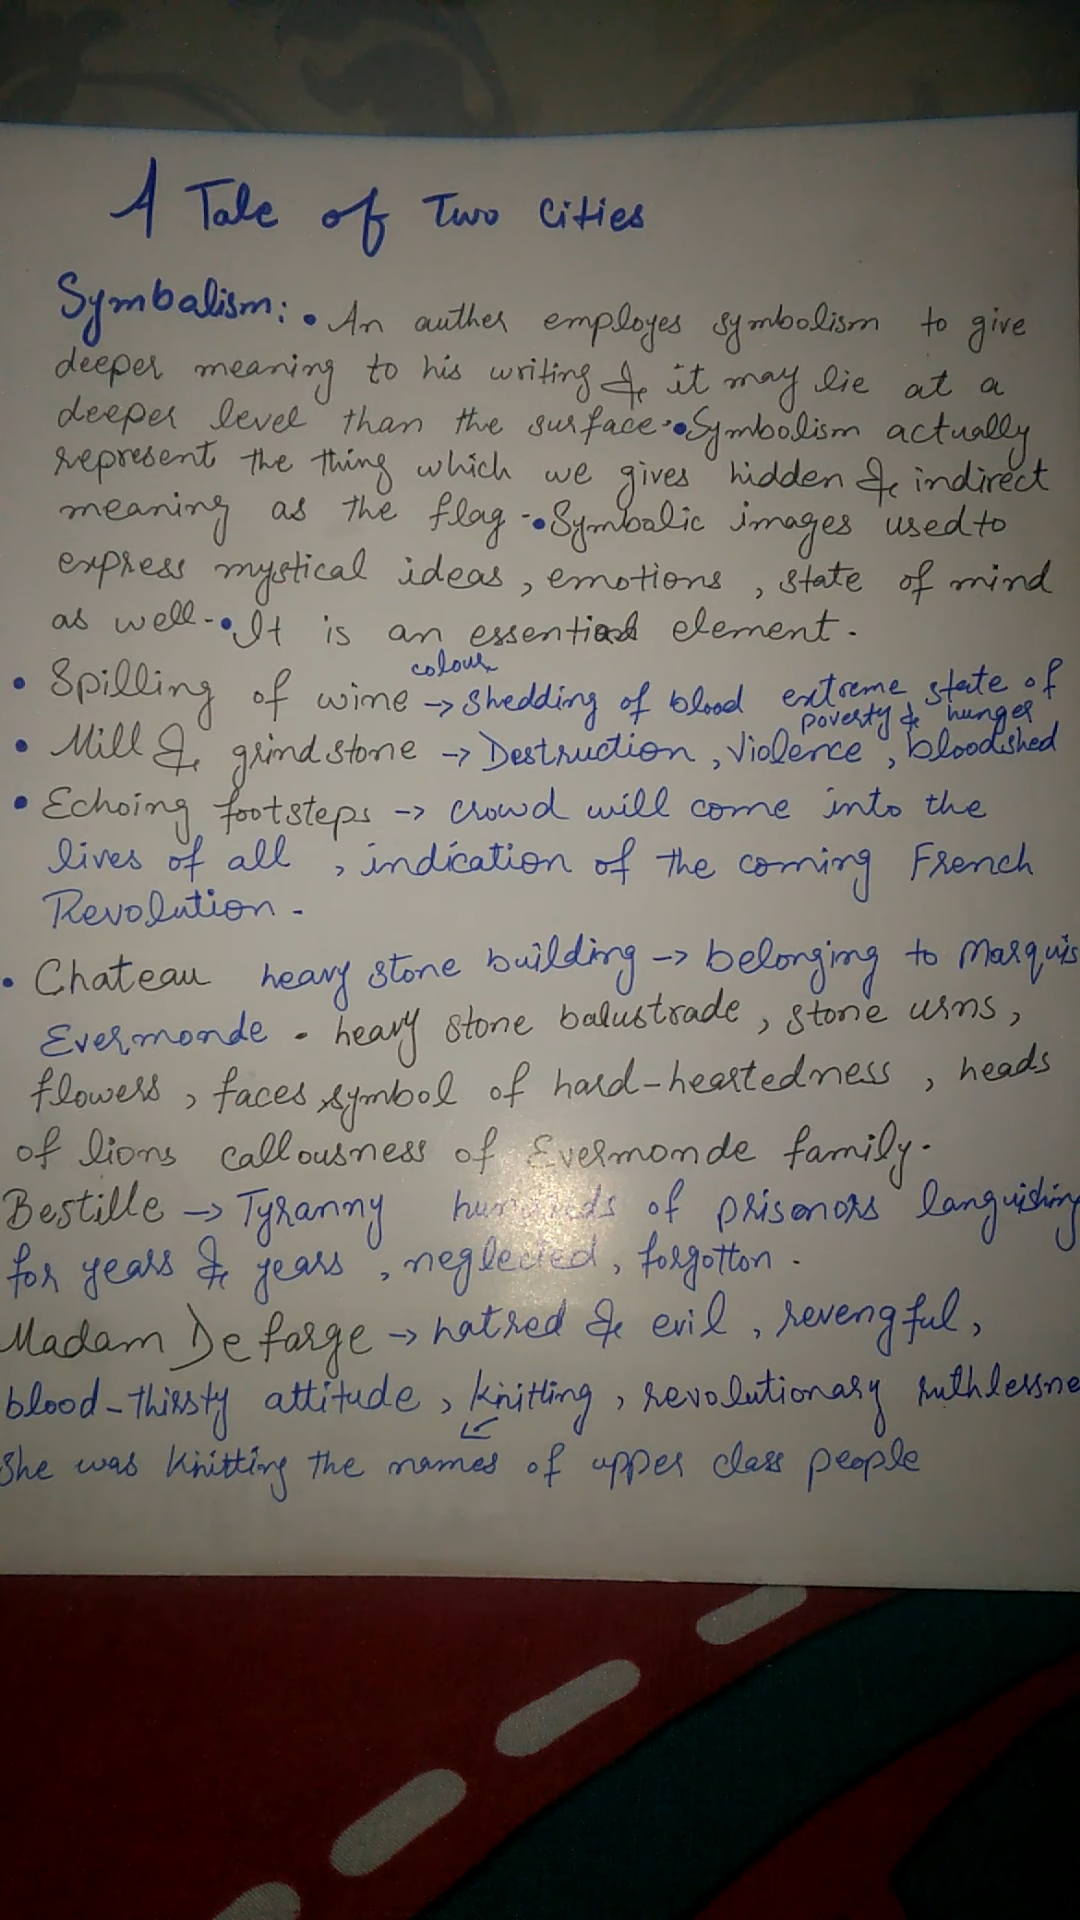 A Tale of Two Cities
Symbalism: • An auther employes symbolism to give
deeper meaning to his writing & it may lie at a
deeper level than the surface. • Symbolism actually
represent the thing which we gives hidden & indirect
meaning as the flag - • Symbolic images used to
express mystical ideas, emotions, state of mind
as well - • It is an essential element.
colour
• Spilling of wine → Shedding of blood extreme state of
poverty & hunger
• Mill & grindstone → Destruction, violence, bloodshed
• Echoing footsteps → crowd will come into the
lives of all, indication of the coming French
Revolution -
• Chateau heavy stone building → belonging to Marquis
Evermonde • heavy stone balustrade, stone urns,
flowers, faces, symbol of hard-heartedness, heads
of lions callousness of Evermonde family.
Bestille → Tyranny hundreds of prisonors languishing
for years & years, neglected, forgotton.
Madam Defarge → hatred & evil, revengful,
blood-thirsty attitude, Knitting, revolutionary ruthlessne
She was Knitting the names of upper class people